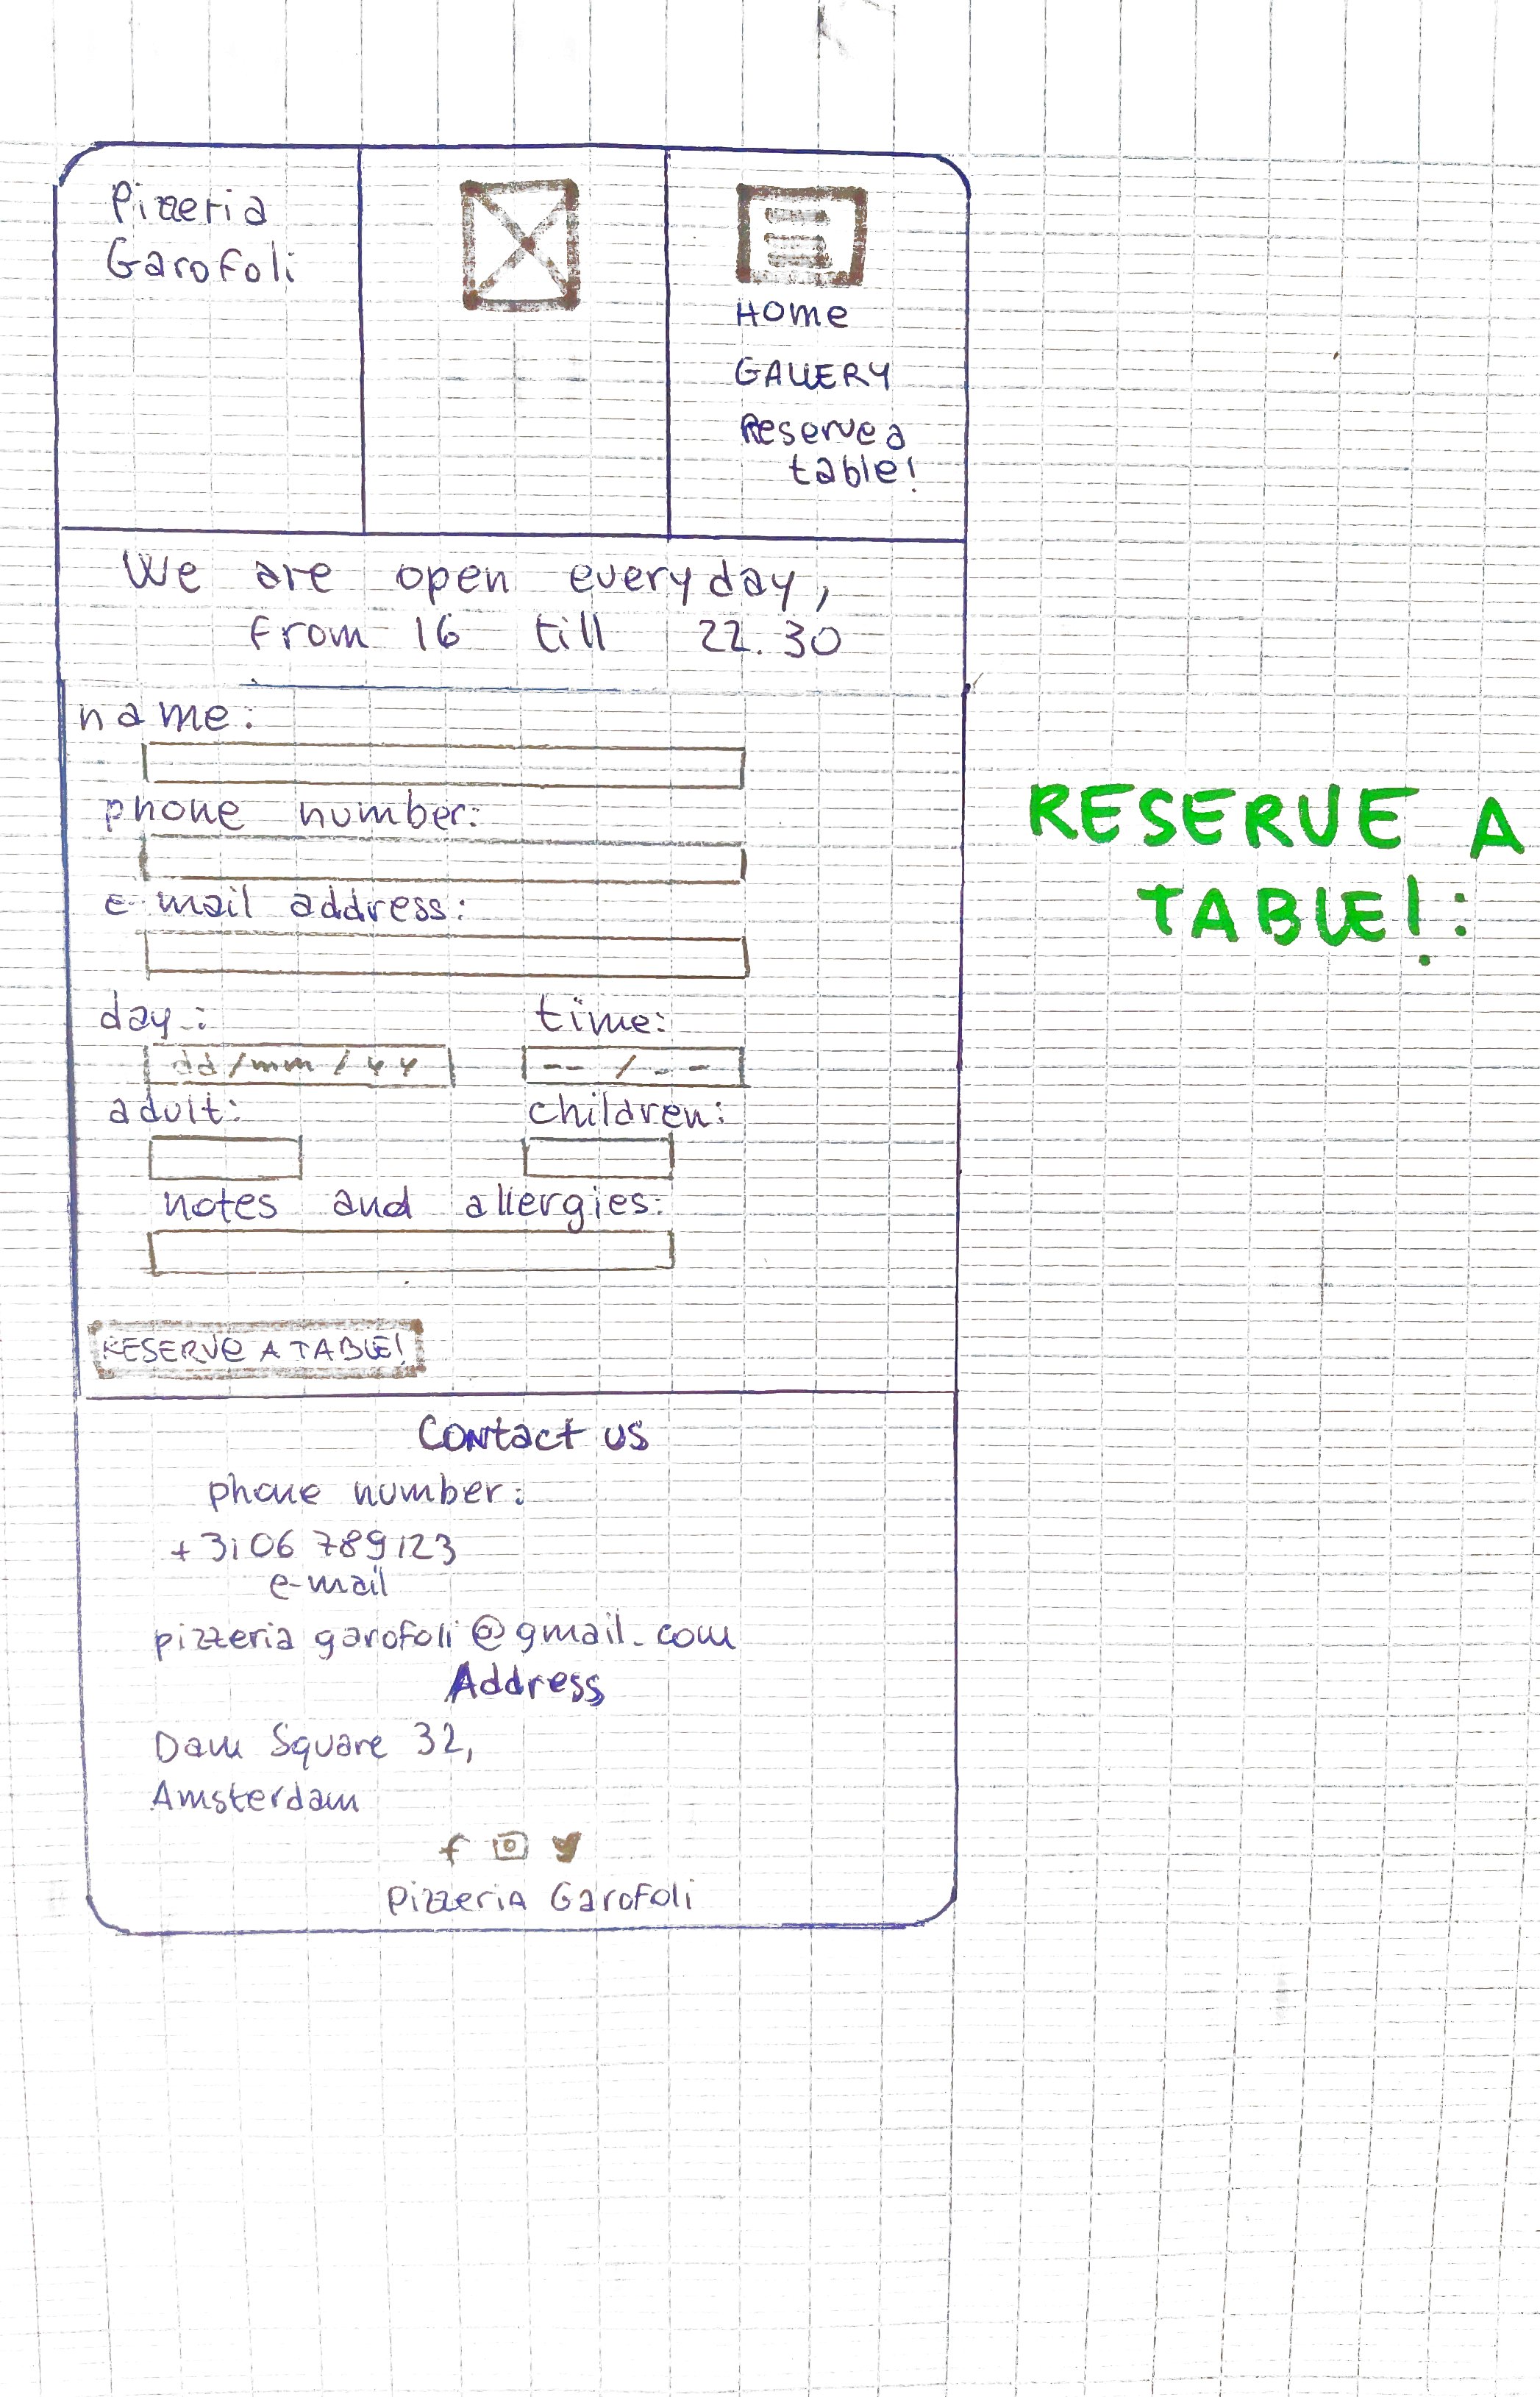 Pizzeria
Garofoli
Home
GALLERY
Reserve a
table!
We are open everyday,
from 16 till 22.30
name:
phone number:
e-mail address:
day: time:
dd/mm/yy -- / --
adult: children:
notes and allergies:
RESERVE A TABLE!
RESERVE A
TABLE!:
Contact us
phone number:
+3106 789123
e-mail
pizzeria garofoli@gmail.com
Address
Dam Square 32,
Amsterdam
f
Pizzeria Garofoli